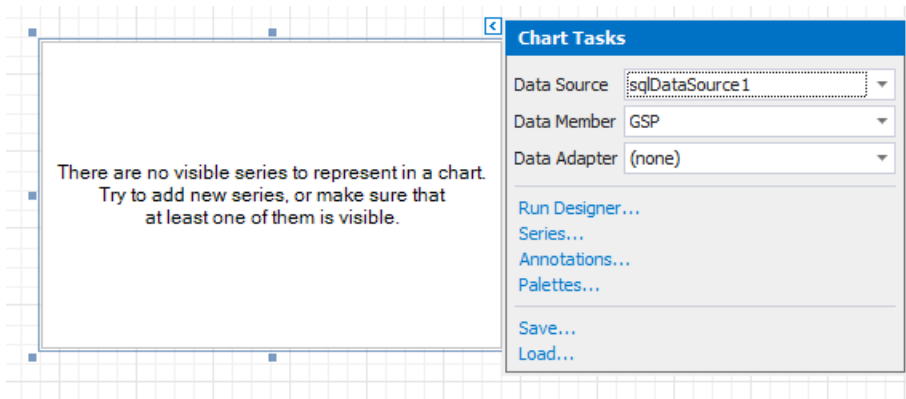 There are no visible series to represent in a chart.
Try to add new series, or make sure that
at least one of them is visible.
Chart Tasks
Data Source sqlDataSource1
Data Member GSP
Data Adapter (none)
Run Designer...
Series...
Annotations...
Palettes...
Save...
Load...